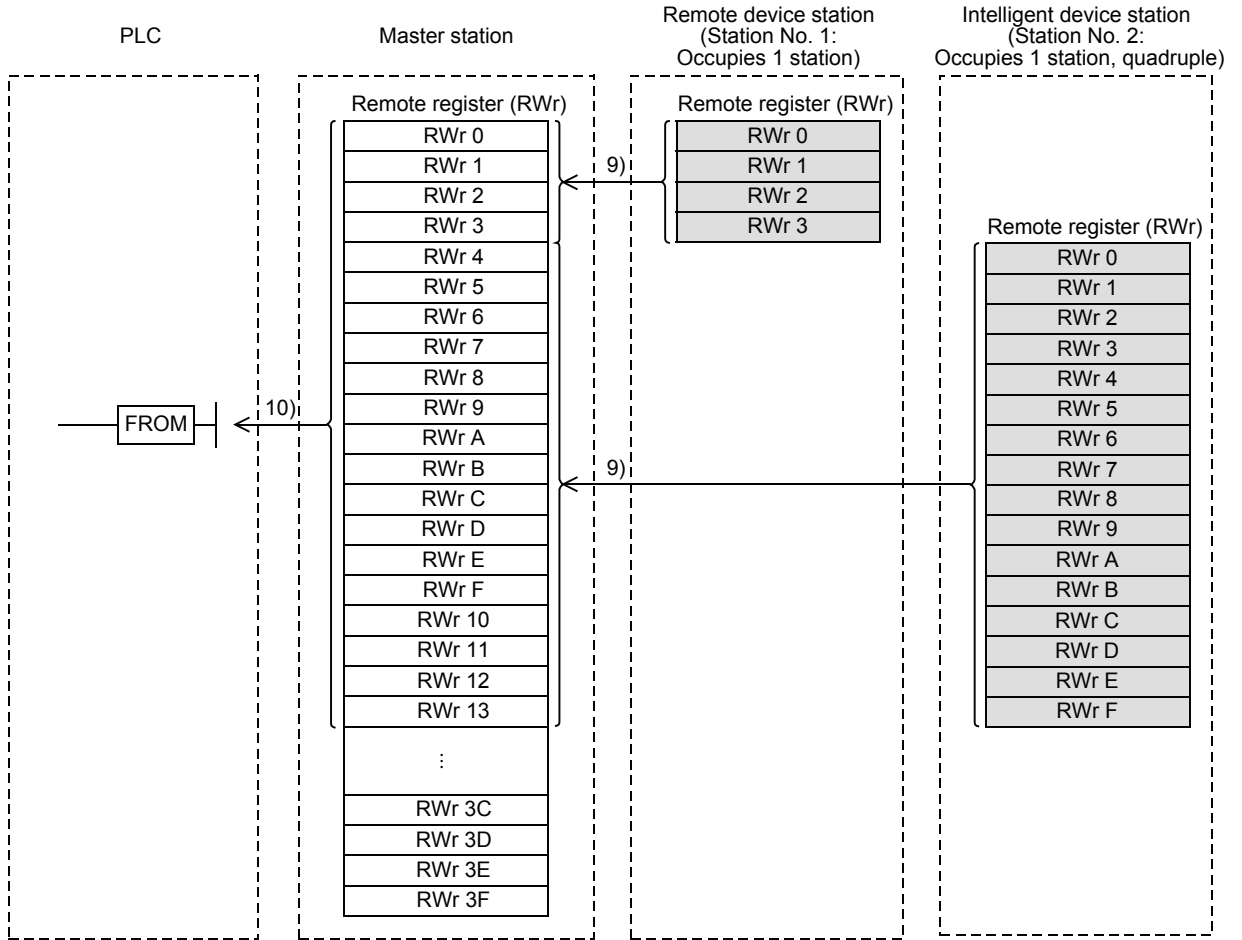 PLC
Master station
Remote device station
(Station No. 1:
Occupies 1 station)
Intelligent device station
(Station No. 2:
Occupies 1 station, quadruple)
Remote register (RWr)
RWr 0
RWr 1
RWr 2
RWr 3
RWr 4
RWr 5
RWr 6
RWr 7
RWr 8
RWr 9
RWr A
RWr B
RWr C
RWr D
RWr E
RWr F
RWr 10
RWr 11
RWr 12
RWr 13
...
RWr 3C
RWr 3D
RWr 3E
RWr 3F
FROM
10)
9)
9)
Remote register (RWr)
RWr 0
RWr 1
RWr 2
RWr 3
Remote register (RWr)
RWr 0
RWr 1
RWr 2
RWr 3
RWr 4
RWr 5
RWr 6
RWr 7
RWr 8
RWr 9
RWr A
RWr B
RWr C
RWr D
RWr E
RWr F